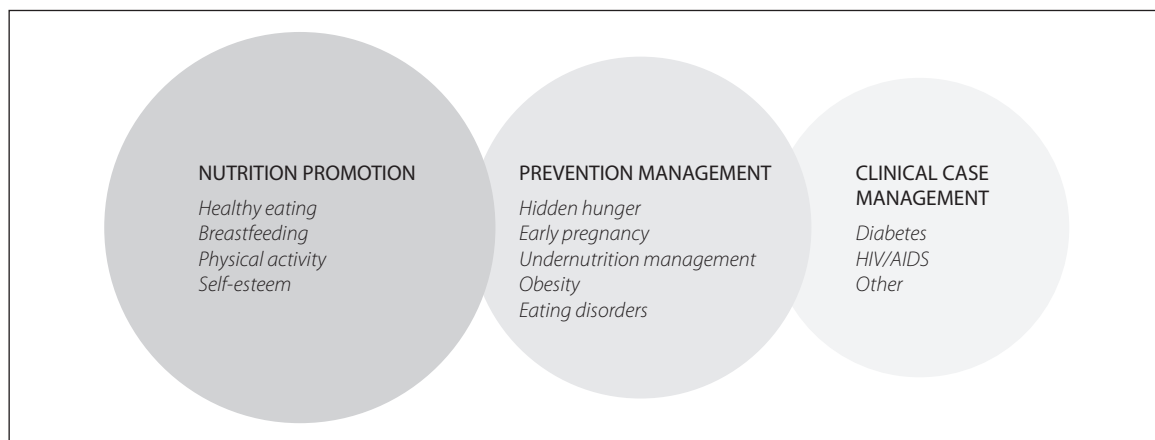 NUTRITION PROMOTION
Healthy eating
Breastfeeding
Physical activity
Self-esteem
PREVENTION MANAGEMENT
Hidden hunger
Early pregnancy
Undernutrition management
Obesity
Eating disorders
CLINICAL CASE
MANAGEMENT
Diabetes
HIV/AIDS
Other